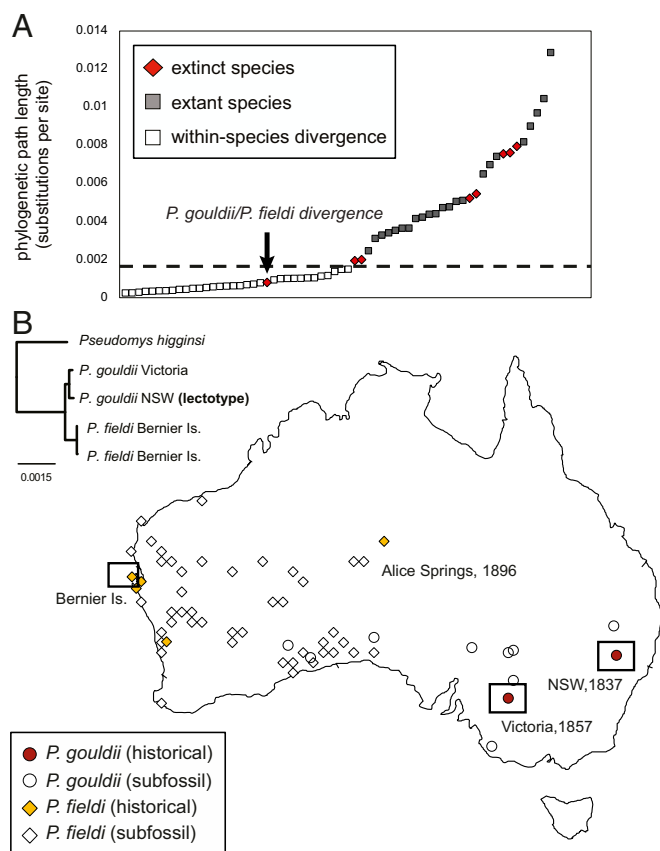 A
phylogenetic path length
(substitutions per site)
0.014
0.012
0.01
0.008
0.006
0.004
0.002
0
extinct species
extant species
within-species divergence
P. gouldii/P. fieldi divergence
B
Pseudomys higginsi
P. gouldii Victoria
P. gouldii NSW (lectotype)
P. fieldi Bernier Is.
P. fieldi Bernier Is.
0.0015
Alice Springs, 1896
Bernier Is.
NSW,1837
Victoria,1857
P. gouldii (historical)
P. gouldii (subfossil)
P. fieldi (historical)
P. fieldi (subfossil)